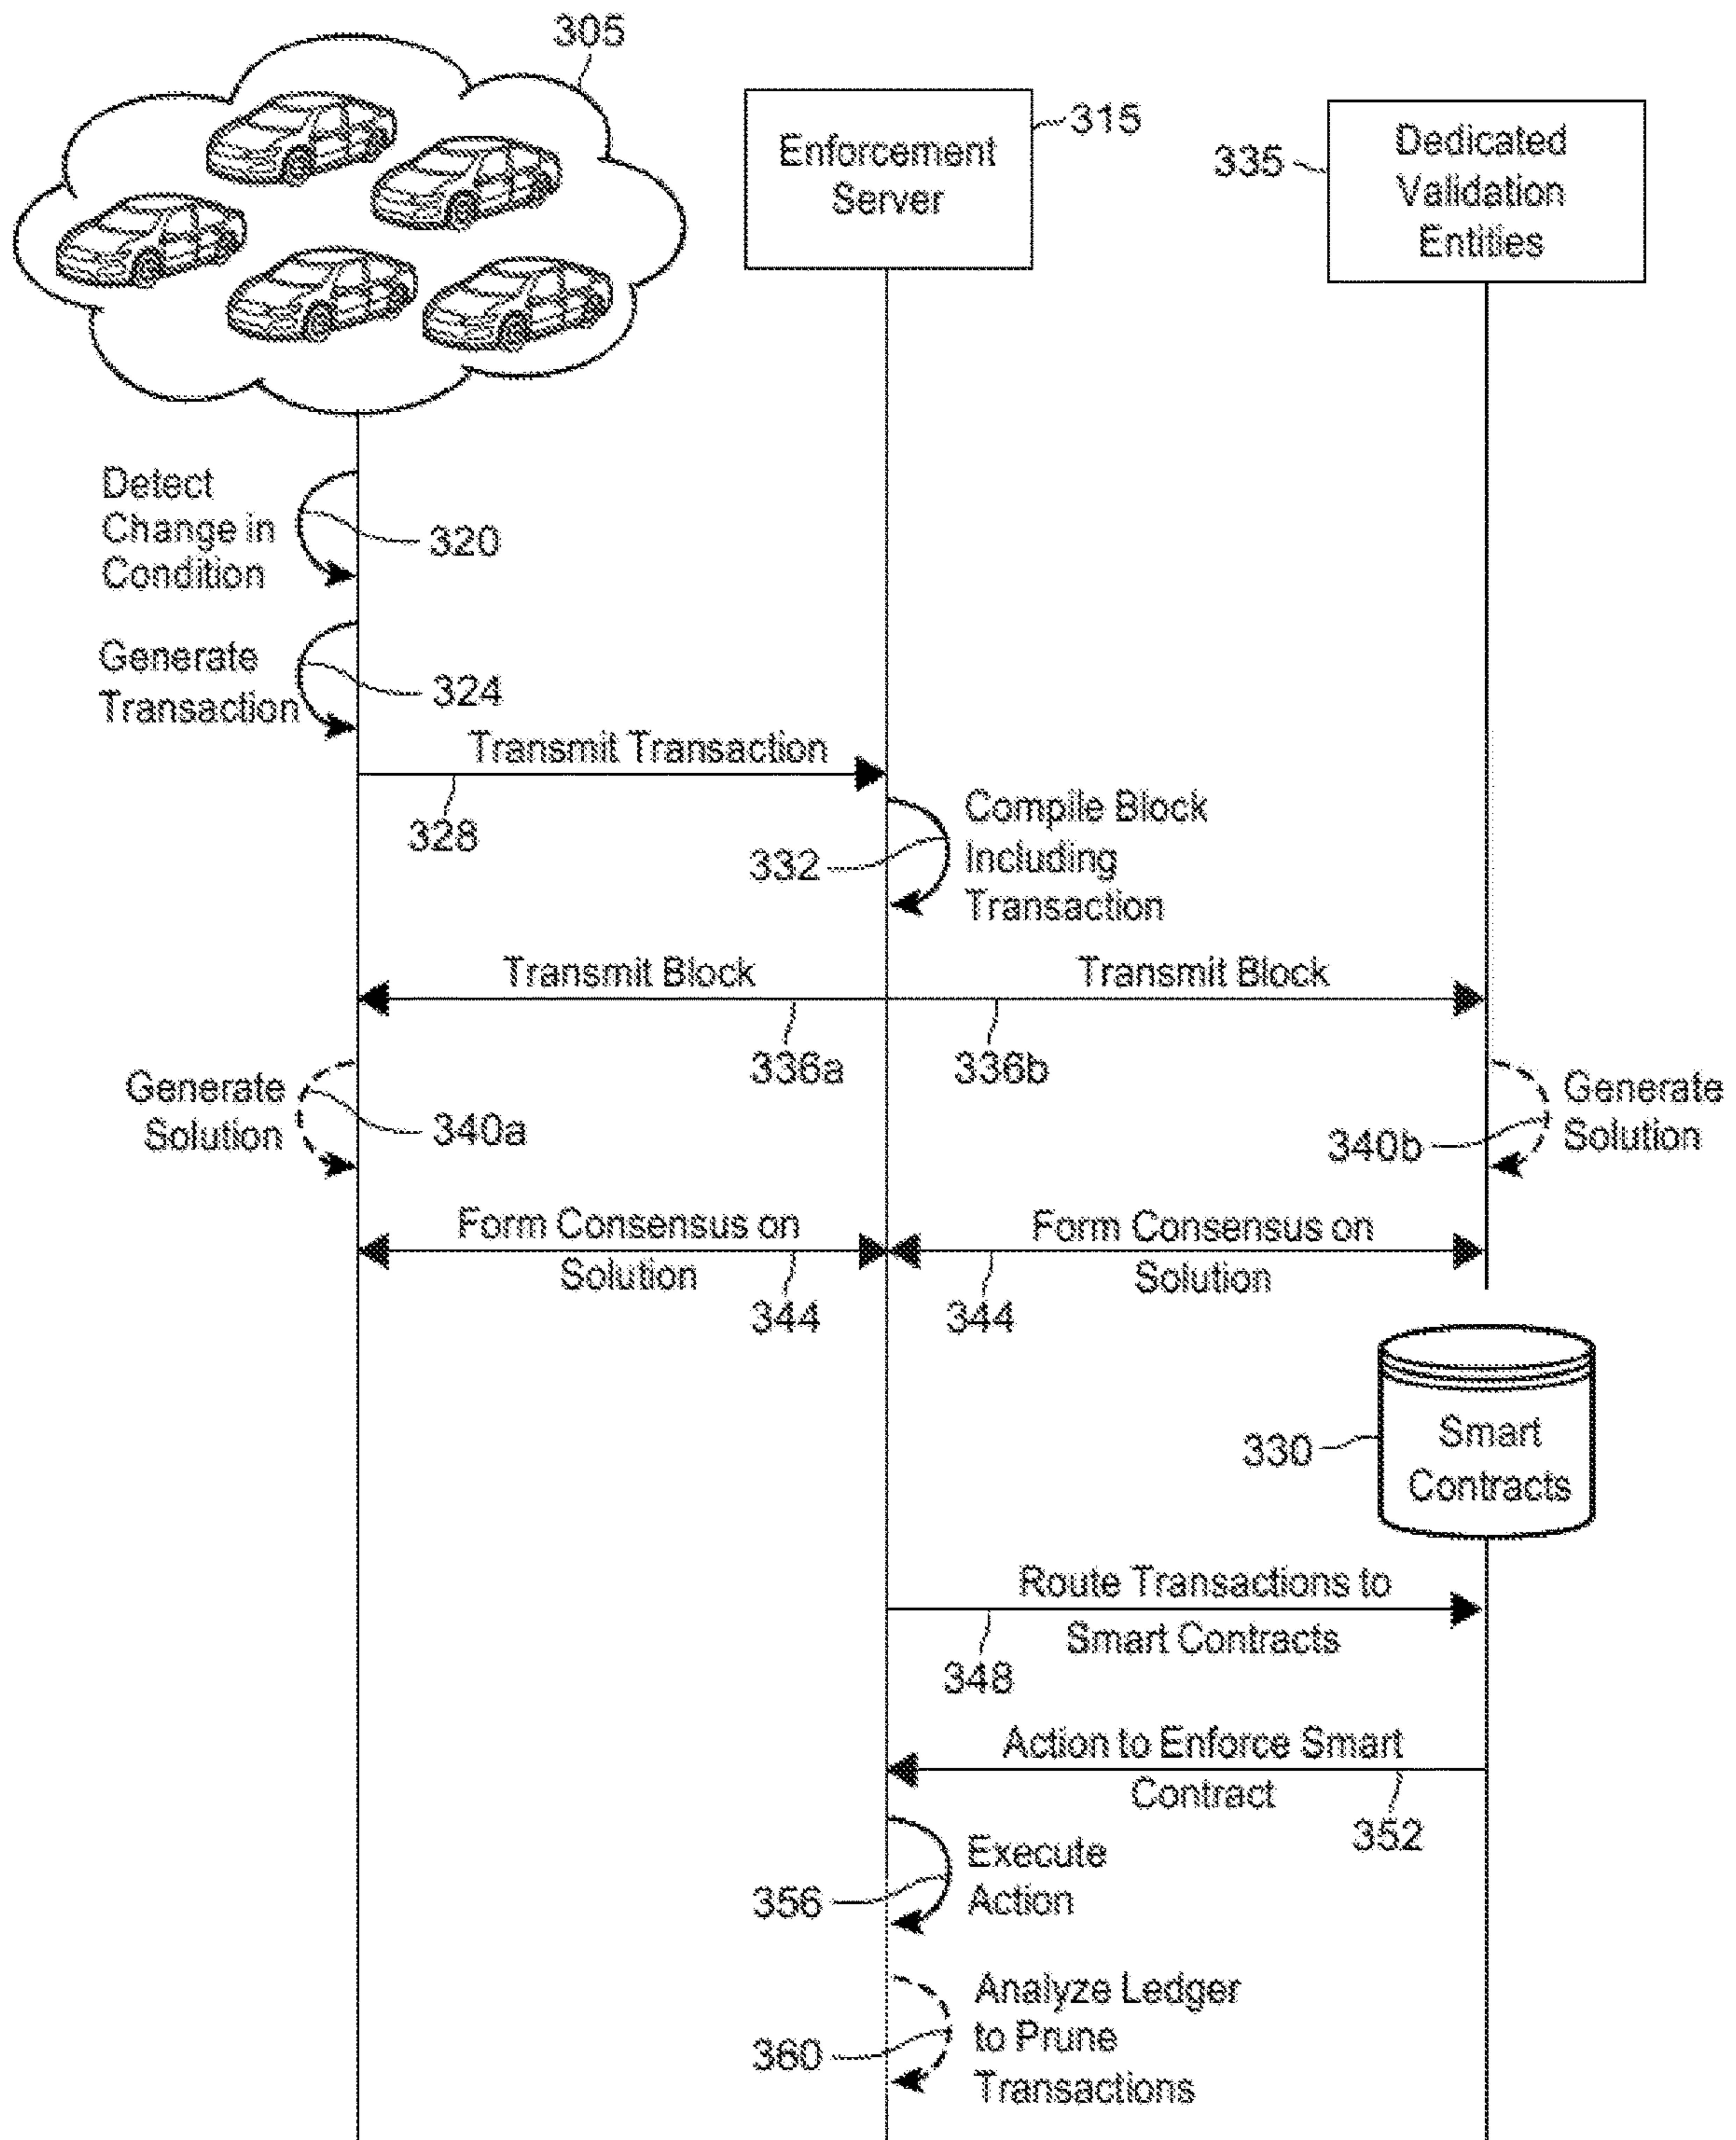 305
Enforcement
Server
315
335
Dedicated
Validation
Entities
Detect
Change in
Condition
320
Generate
Transaction
324
Transmit Transaction
328
332
Compile Block
Including
Transaction
Transmit Block
336a
Transmit Block
336b
Generate
Solution
340a
340b
Generate
Solution
Form Consensus on
Solution
344
Form Consensus on
Solution
344
330
Smart
Contracts
Route Transactions to
Smart Contracts
348
Action to Enforce Smart
Contract
352
356
Execute
Action
360
Analyze Ledger
to Prune
Transactions